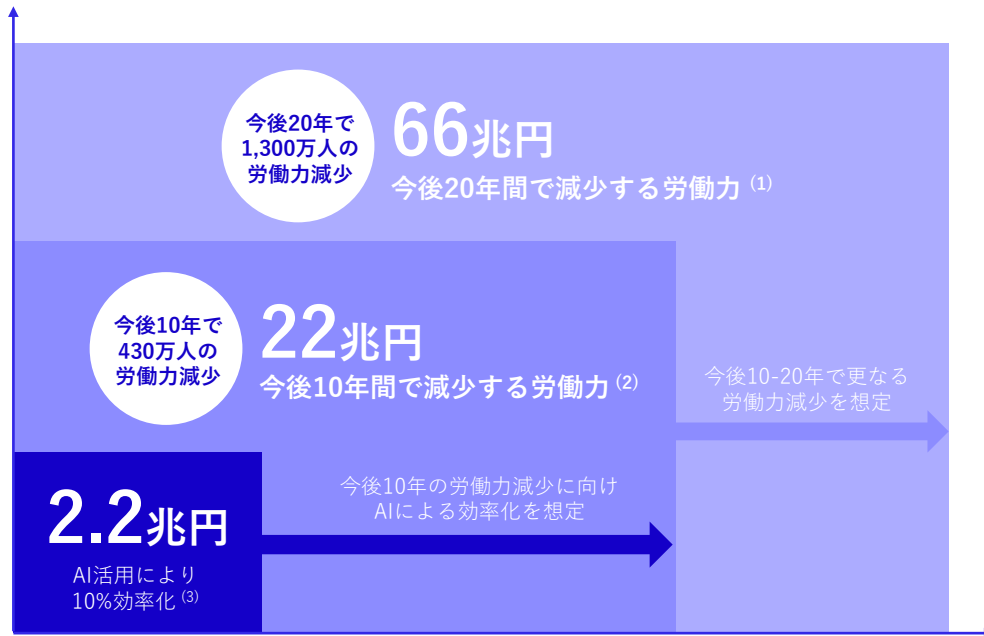 今後20年で
1,300万人の
労働力減少
66兆円
今後20年間で減少する労働力 (1)
今後10年で
430万人の
労働力減少
22兆円
今後10年間で減少する労働力 (2)
今後10-20年で更なる
労働力減少を想定
2.2兆円
AI活用により
10%効率化 (3)
今後10年の労働力減少に向け
AIによる効率化を想定